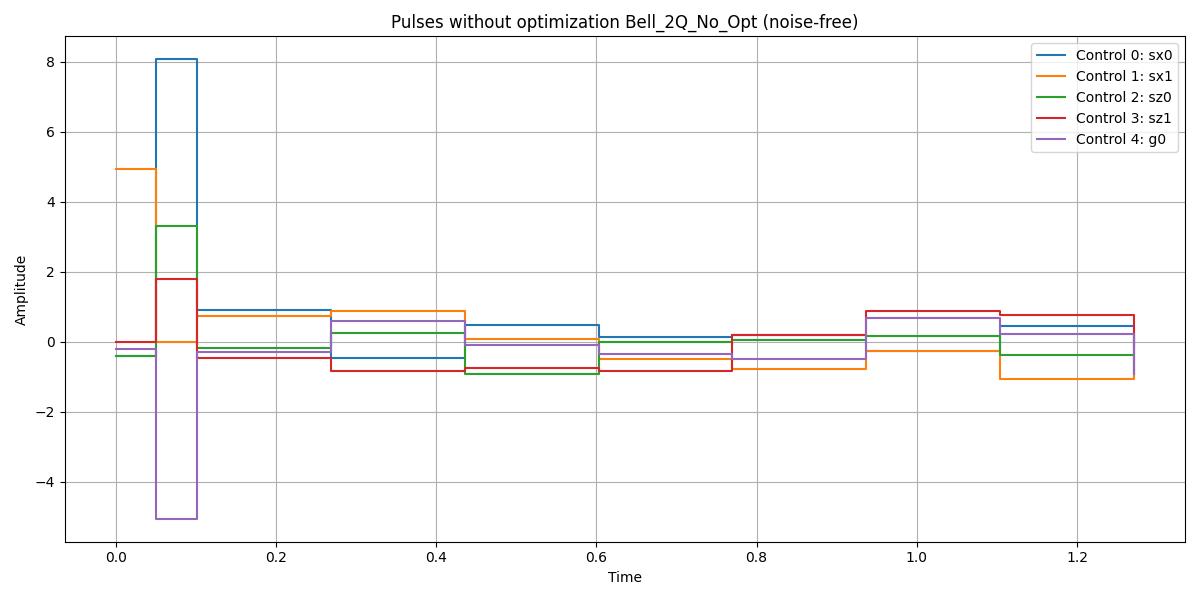 Pulses without optimization Bell_2Q_No_Opt (noise-free)
Control 0: sx0
Control 1: sx1
Control 2: sz0
Control 3: sz1
Control 4: g0
Amplitude
8
6
4
2
0
−2
−4
0.0 0.2 0.4 0.6 0.8 1.0 1.2
Time